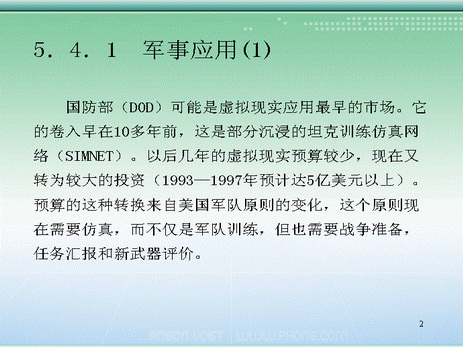 5．4．1 军事应用(1)
国防部（DOD）可能是虚拟现实应用最早的市场。它
的卷入早在10多年前，这是部分沉浸的坦克训练仿真网
络（SIMNET）。以后几年的虚拟现实预算较少，现在又
转为较大的投资（1993—1997年预计达5亿美元以上）。
预算的这种转换来自美国军队原则的变化，这个原则现
在需要仿真，而不仅是军队训练，但也需要战争准备，
任务汇报和新武器评价。
2